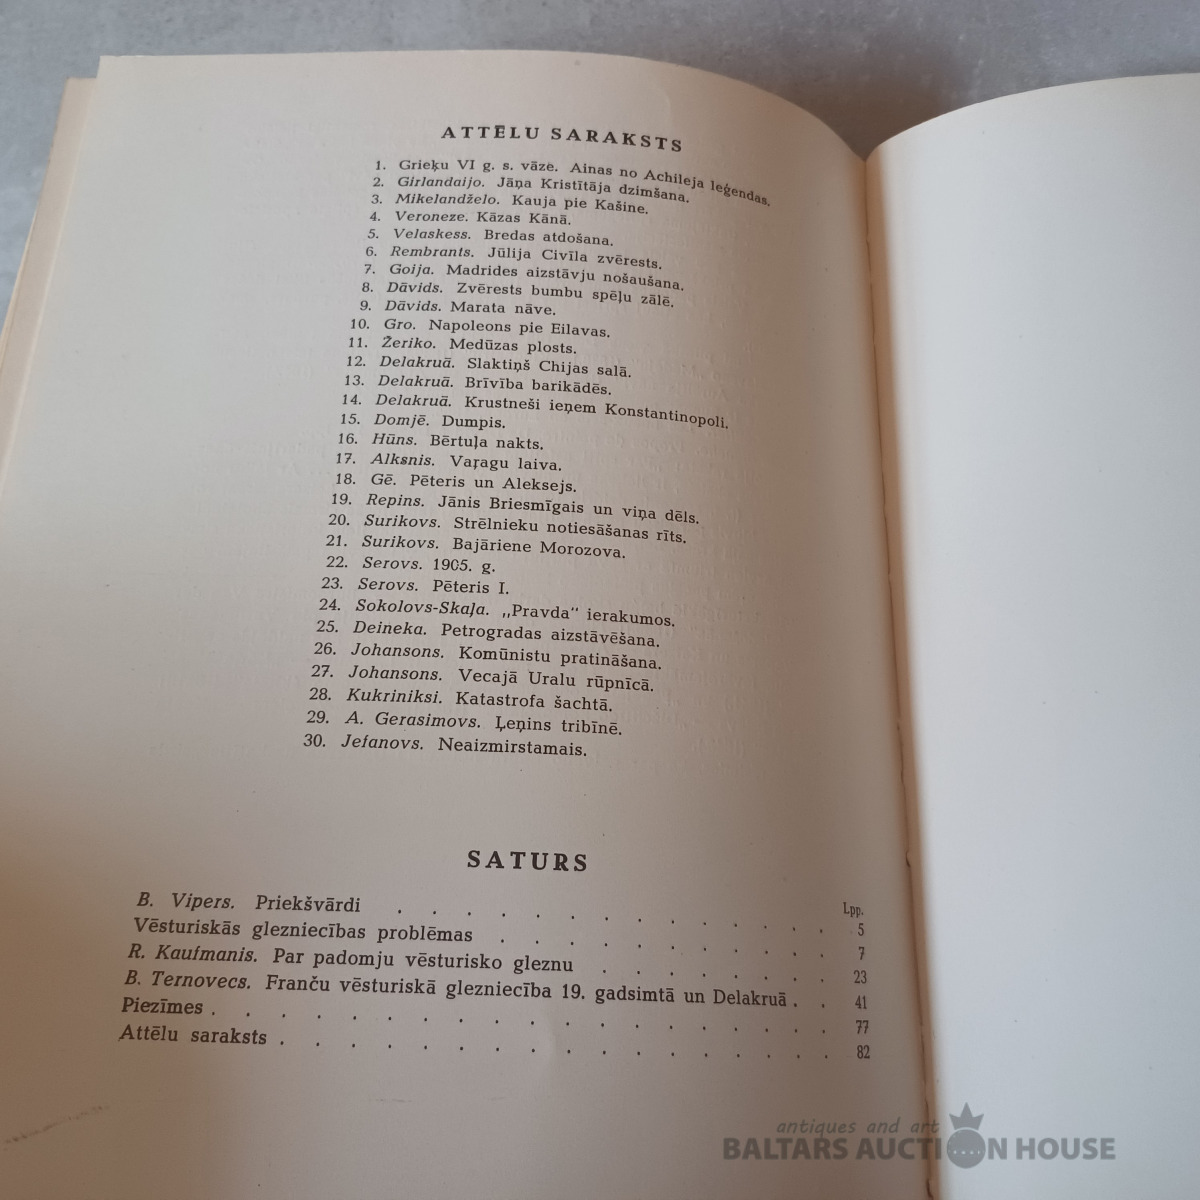 ATTĒLU SARAKSTS
1. Grieķu VI g. s. vāze. Ainas no Achileja leģendas.
2. Girlandaijo. Jāņa Kristītāja dzimšana.
3. Mikelandželo. Kauja pie Kašine.
4. Veroneze. Kāzas Kānā.
5. Velaskess. Bredas atdošana.
6. Rembrants. Jūlija Civīla zvērests.
7. Goija. Madrides aizstāvju nošaušana.
8. Dāvids. Zvērests bumbu spēļu zālē.
9. Dāvids. Marata nāve.
10. Gro. Napoleons pie Eilavas.
11. Žeriko. Medūzas plosts.
12. Delakruā. Slaktiņš Chijas salā.
13. Delakruā. Brīvība barikādēs.
14. Delakruā. Krustneši ieņem Konstantinopoli.
15. Domjē. Dumpis.
16. Hūns. Bērtuļa nakts.
17. Alksnis. Vaŗagu laiva.
18. Gē. Pēteris un Aleksejs.
19. Repins. Jānis Briesmīgais un viņa dēls.
20. Surikovs. Strēlnieku notiesāšanas rīts.
21. Surikovs. Bajāriene Morozova.
22. Serovs. 1905. g.
23. Serovs. Pēteris I.
24. Sokolovs-Skaļa. „Pravda" ierakumos.
25. Deineka. Petrogradas aizstāvēšana.
26. Johansons. Komūnistu pratināšana.
27. Johansons. Vecajā Uralu rūpnīcā.
28. Kukriniksi. Katastrofa šachtā.
29. A. Gerasimovs. Ļeņins tribīnē.
30. Jefanovs. Neaizmirstamais.
SATURS
Lpp.
B. Vipers. Priekšvārdi . . . . . . . . . . . . . 5
Vēsturiskās glezniecības problēmas . . . . . . . . . . 7
R. Kaufmanis. Par padomju vēsturisko gleznu . . . . . . . 23
B. Ternovecs. Franču vēsturiskā glezniecība 19. gadsimtā un Delakruā . . 41
Piezīmes . . . . . . . . . . . . . . . . . . 77
Attēlu saraksts . . . . . . . . . . . . . . . . 82
antiques and art
BALTARS AUCTION HOUSE